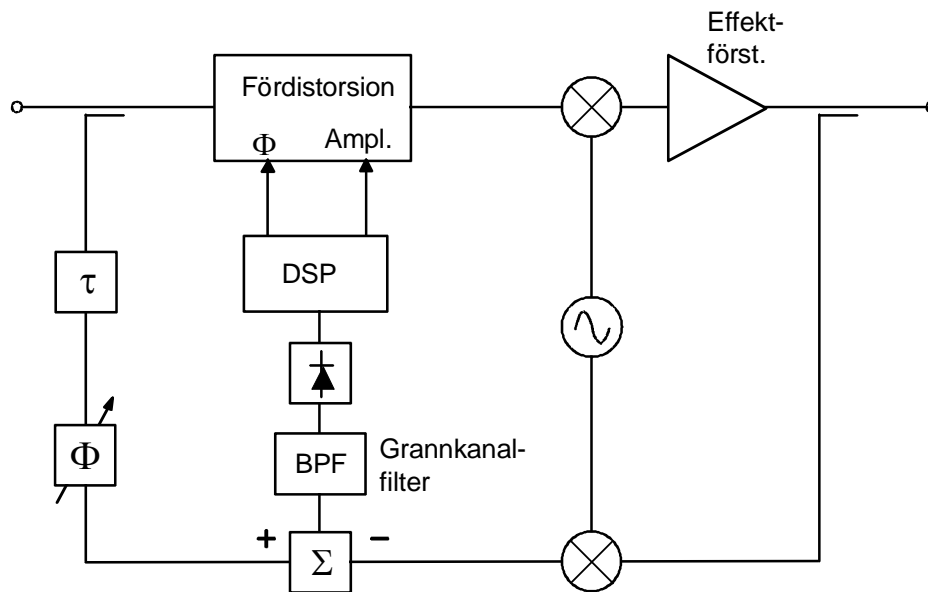 Effekt-
först.
Fördistorsion
Φ
Ampl.
DSP
τ
Φ
BPF
Grannkanal-
filter
+
Σ
−